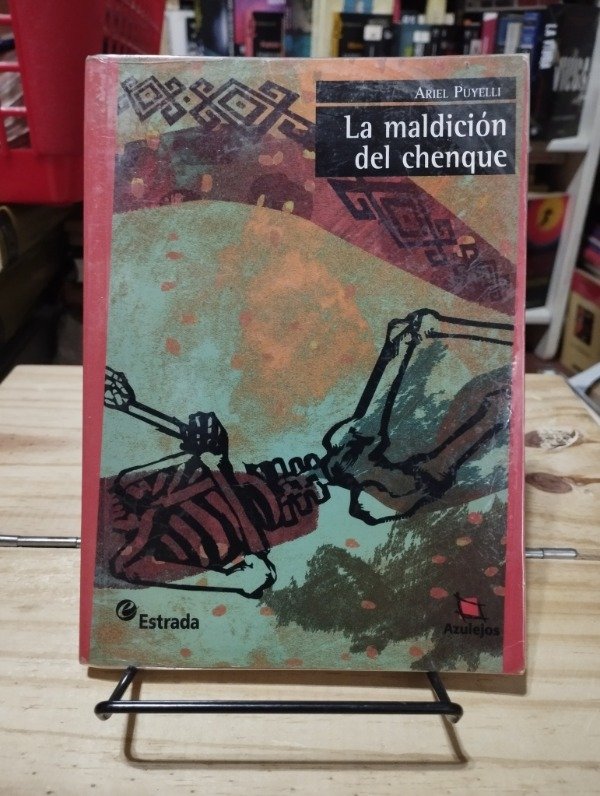 Ariel Puyelli
La maldición
del chenque
Estrada
Azulejos